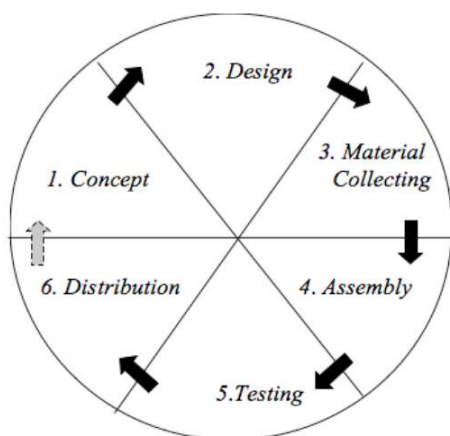 1. Concept
2. Design
3. Material
Collecting
4. Assembly
5.Testing
6. Distribution